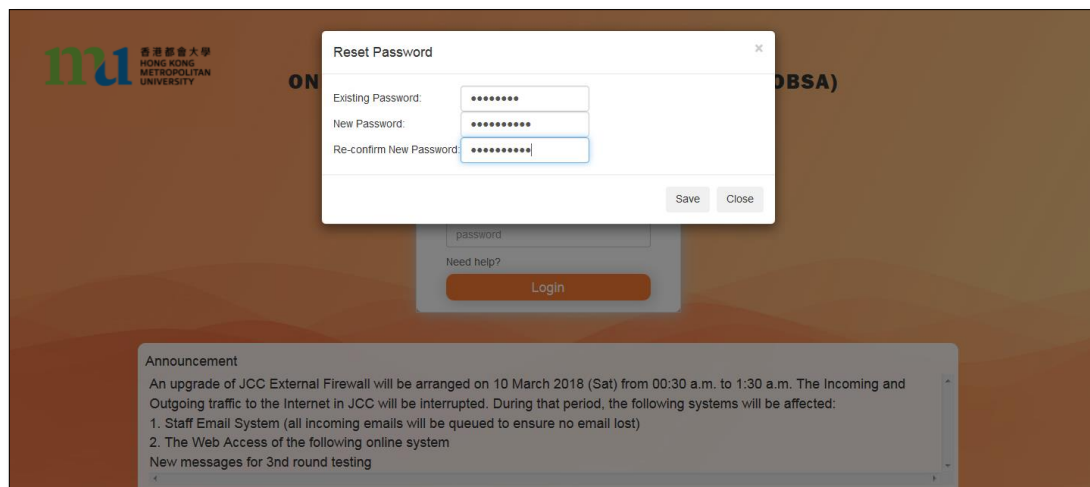 香港都會大學
HONG KONG
METROPOLITAN
UNIVERSITY
ON
OBSA)
Reset Password
×
Existing Password: ••••••••
New Password: ••••••••••
Re-confirm New Password: ••••••••••
Save Close
password
Need help?
Login
Announcement
An upgrade of JCC External Firewall will be arranged on 10 March 2018 (Sat) from 00:30 a.m. to 1:30 a.m. The Incoming and
Outgoing traffic to the Internet in JCC will be interrupted. During that period, the following systems will be affected:
1. Staff Email System (all incoming emails will be queued to ensure no email lost)
2. The Web Access of the following online system
New messages for 3nd round testing